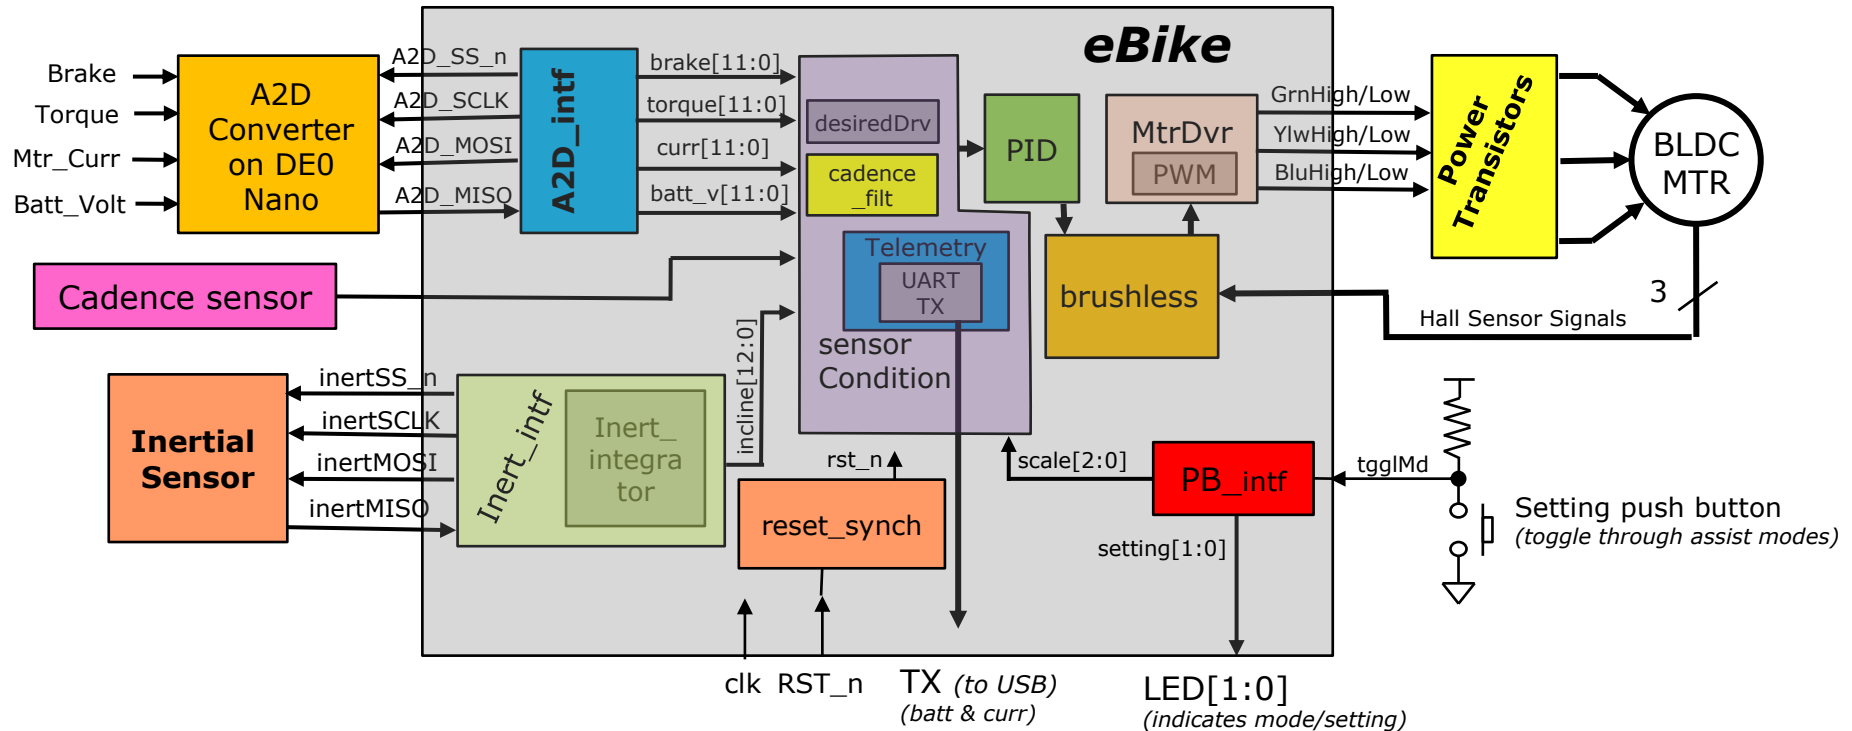 eBike
Brake
Torque
Mtr_Curr
Batt_Volt
A2D
Converter
on DE0
Nano
A2D_SS_n
A2D_SCLK
A2D_MOSI
A2D_MISO
A2D_intf
brake[11:0]
torque[11:0]
curr[11:0]
batt_v[11:0]
desiredDrv
cadence
_filt
Telemetry
UART
TX
sensor
Condition
PID
MtrDvr
PWM
brushless
GrnHigh/Low
YlwHigh/Low
BluHigh/Low
Power
Transistors
BLDC
MTR
3
Hall Sensor Signals
Cadence sensor
Inertial
Sensor
inertSS_n
inertSCLK
inertMOSI
inertMISO
Inert_intf
Inert_
integra
tor
incline[12:0]
rst_n
reset_synch
scale[2:0]
PB_intf
tgglMd
setting[1:0]
Setting push button
(toggle through assist modes)
clk
RST_n
TX (to USB)
(batt & curr)
LED[1:0]
(indicates mode/setting)